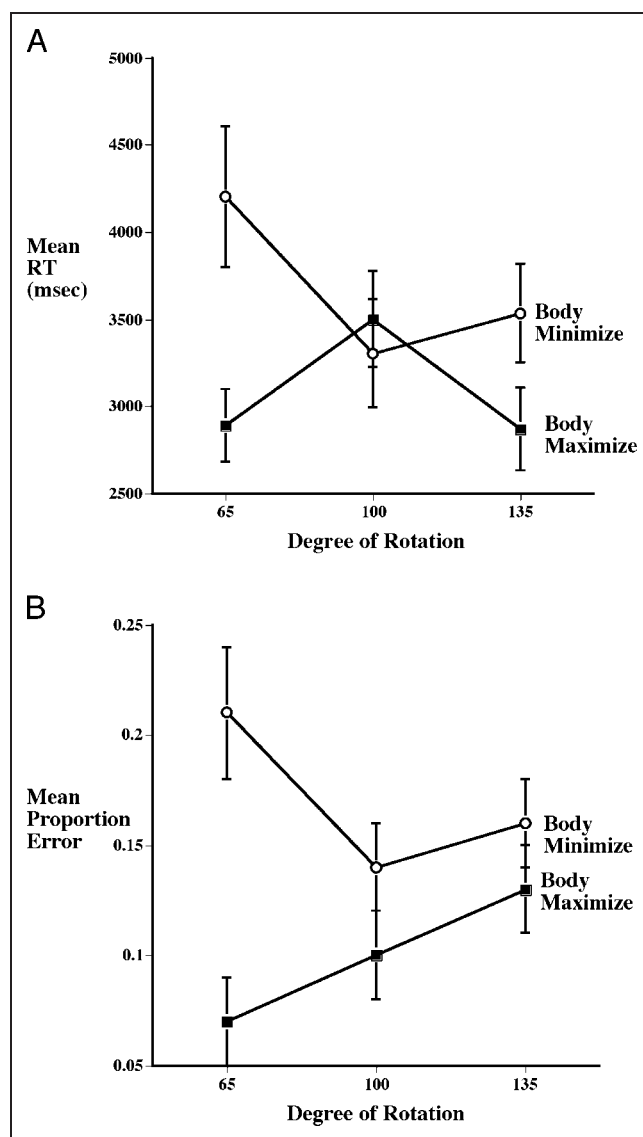 A
5000
4500
4000
3500
3000
2500
Mean
RT
(msec)
Body
Minimize
Body
Maximize
65
100
135
Degree of Rotation
B
0.25
0.2
0.15
0.1
0.05
Mean
Proportion
Error
Body
Minimize
Body
Maximize
65
100
135
Degree of Rotation